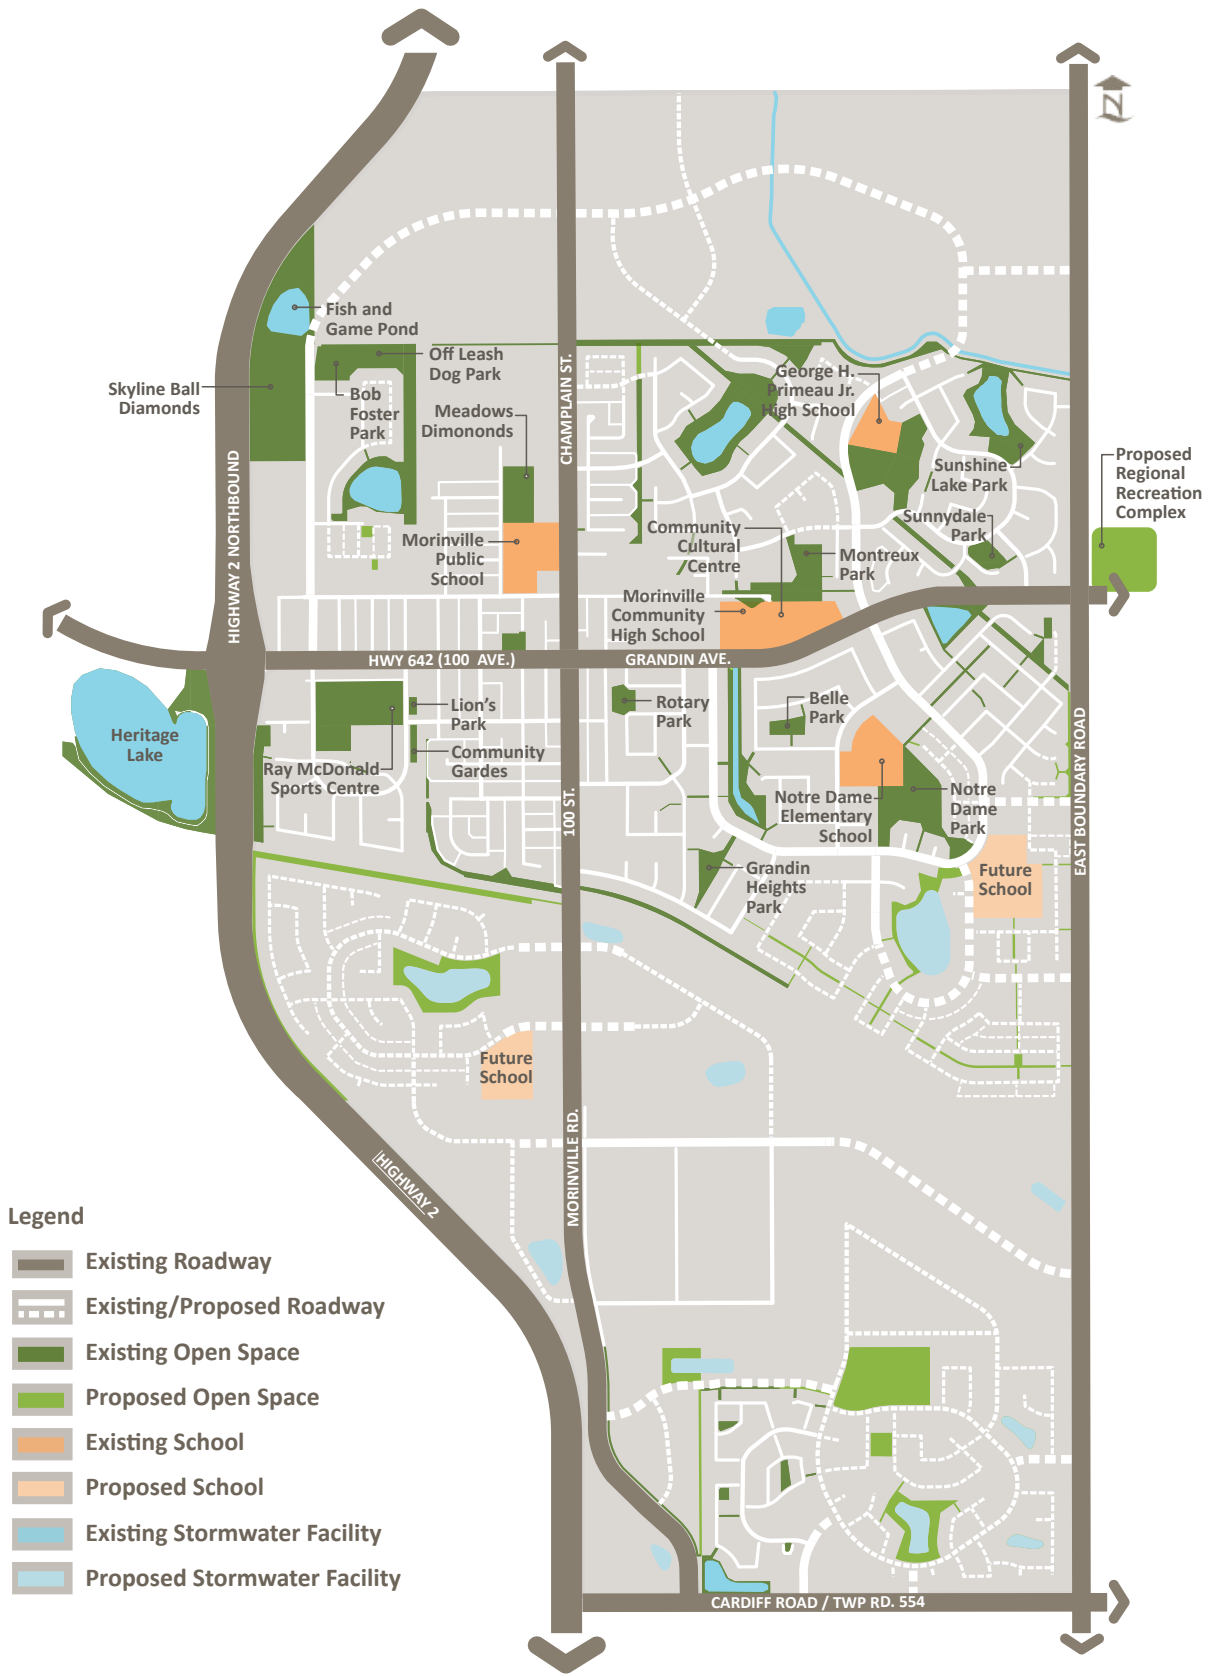 N
Fish and
Game Pond
Off Leash
Dog Park
Skyline Ball
Diamonds
Bob
Foster
Park
Meadows
Dimononds
CHAMPLAIN ST.
George H.
Primeau Jr.
High School
Sunshine
Lake Park
Proposed
Regional
Recreation
Complex
HIGHWAY 2 NORTHBOUND
Morinville
Public
School
Community
Cultural
Centre
Sunnydale
Park
Montreux
Park
Morinville
Community
High School
HWY 642 (100 AVE.)
GRANDIN AVE.
Heritage
Lake
Lion's
Park
Rotary
Park
Belle
Park
Community
Gardes
Ray McDonald
Sports Centre
100 ST.
EAST BOUNDARY ROAD
Notre Dame
Elementary
School
Notre
Dame
Park
Grandin
Heights
Park
Future
School
Future
School
HIGHWAY 2
MORINVILLE RD.
Legend
Existing Roadway
Existing/Proposed Roadway
Existing Open Space
Proposed Open Space
Existing School
Proposed School
Existing Stormwater Facility
Proposed Stormwater Facility
CARDIFF ROAD / TWP RD. 554